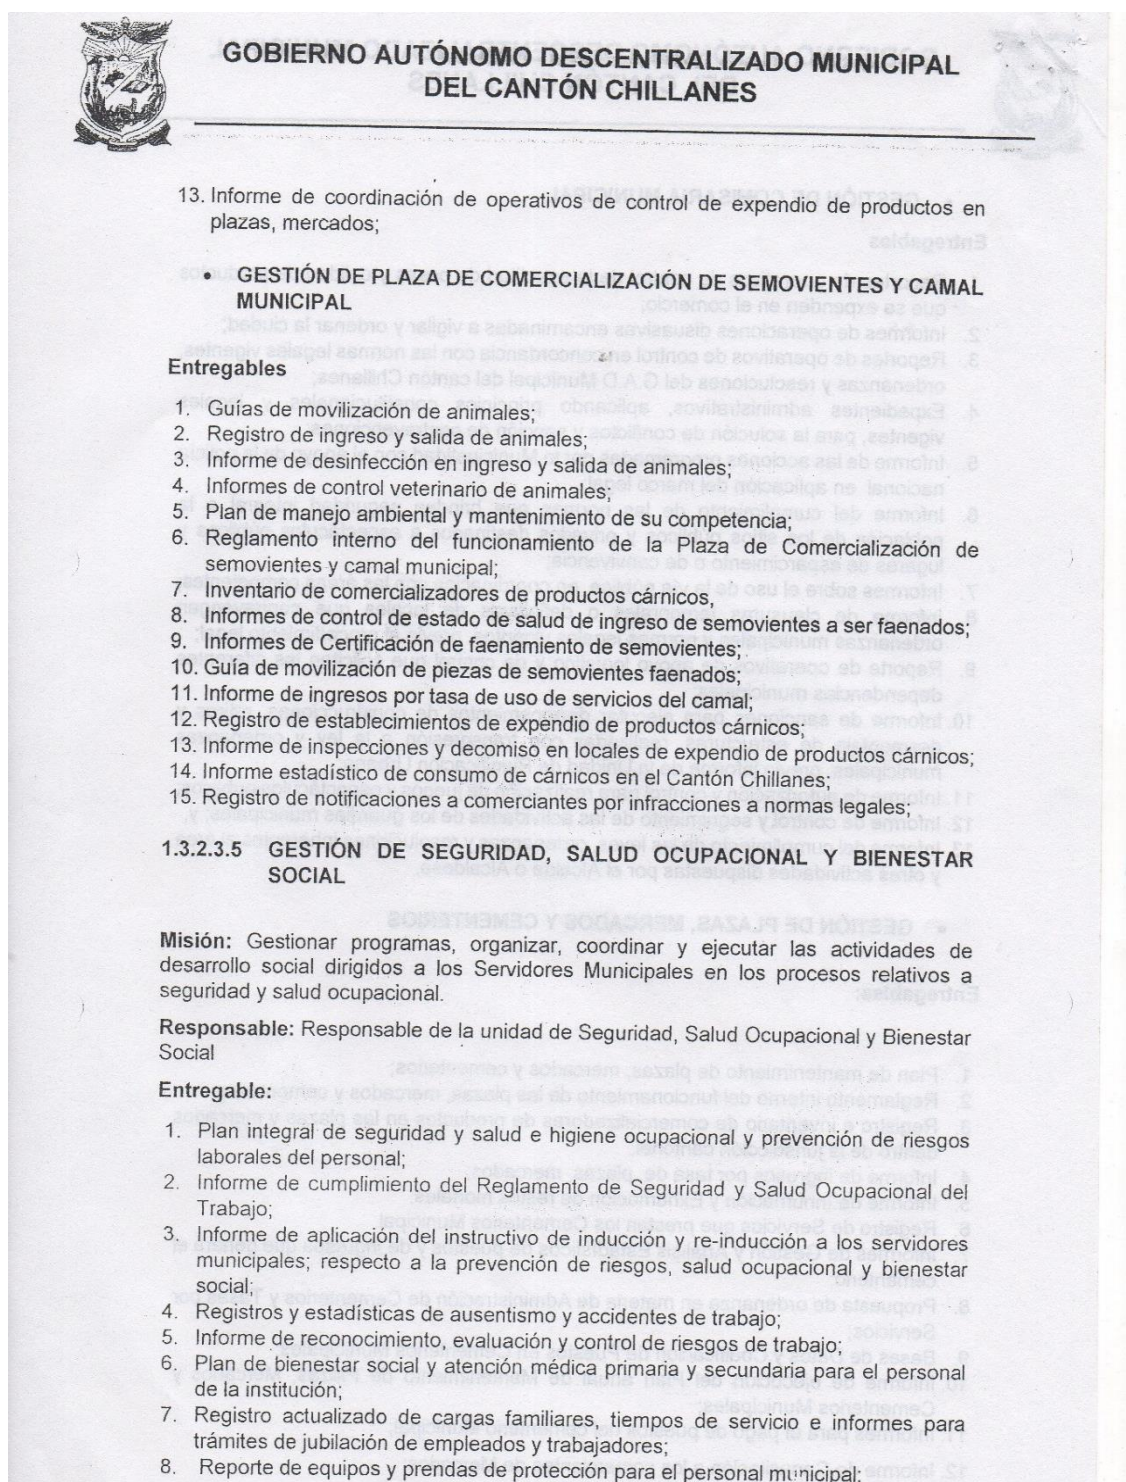 GOBIERNO AUTÓNOMO DESCENTRALIZADO MUNICIPAL
DEL CANTÓN CHILLANES
13. Informe de coordinación de operativos de control de expendio de productos en
plazas, mercados;
• GESTIÓN DE PLAZA DE COMERCIALIZACIÓN DE SEMOVIENTES Y CAMAL
MUNICIPAL
Entregables
1. Guías de movilización de animales;
2. Registro de ingreso y salida de animales;
3. Informe de desinfección en ingreso y salida de animales;
4. Informes de control veterinario de animales;
5. Plan de manejo ambiental y mantenimiento de su competencia;
6. Reglamento interno del funcionamiento de la Plaza de Comercialización de
semovientes y camal municipal;
7. Inventario de comercializadores de productos cárnicos,
8. Informes de control de estado de salud de ingreso de semovientes a ser faenados;
9. Informes de Certificación de faenamiento de semovientes;
10. Guía de movilización de piezas de semovientes faenados;
11. Informe de ingresos por tasa de uso de servicios del camal;
12. Registro de establecimientos de expendio de productos cárnicos;
13. Informe de inspecciones y decomiso en locales de expendio de productos cárnicos;
14. Informe estadístico de consumo de cárnicos en el Cantón Chillanes;
15. Registro de notificaciones a comerciantes por infracciones a normas legales;
1.3.2.3.5 GESTIÓN DE SEGURIDAD, SALUD OCUPACIONAL Y BIENESTAR
SOCIAL
Misión: Gestionar programas, organizar, coordinar y ejecutar las actividades de
desarrollo social dirigidos a los Servidores Municipales en los procesos relativos a
seguridad y salud ocupacional.
Responsable: Responsable de la unidad de Seguridad, Salud Ocupacional y Bienestar
Social
Entregable:
1. Plan integral de seguridad y salud e higiene ocupacional y prevención de riesgos
laborales del personal;
2. Informe de cumplimiento del Reglamento de Seguridad y Salud Ocupacional del
Trabajo;
3. Informe de aplicación del instructivo de inducción y re-inducción a los servidores
municipales; respecto a la prevención de riesgos, salud ocupacional y bienestar
social;
4. Registros y estadísticas de ausentismo y accidentes de trabajo;
5. Informe de reconocimiento, evaluación y control de riesgos de trabajo;
6. Plan de bienestar social y atención médica primaria y secundaria para el personal
de la institución;
7. Registro actualizado de cargas familiares, tiempos de servicio e informes para
trámites de jubilación de empleados y trabajadores;
8. Reporte de equipos y prendas de protección para el personal municipal;